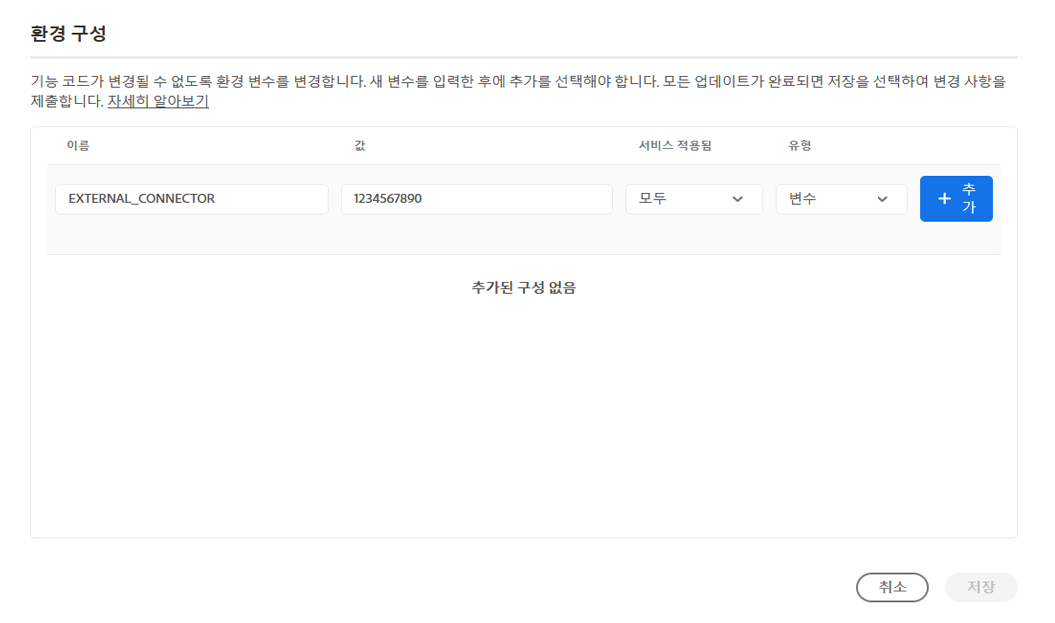 환경 구성
기능 코드가 변경될 수 없도록 환경 변수를 변경합니다. 새 변수를 입력한 후에 추가를 선택해야 합니다. 모든 업데이트가 완료되면 저장을 선택하여 변경 사항을
제출합니다. 자세히 알아보기
이름 값 서비스 적용됨 유형
EXTERNAL_CONNECTOR 1234567890 모두 변수 + 추
가
추가된 구성 없음
취소 저장